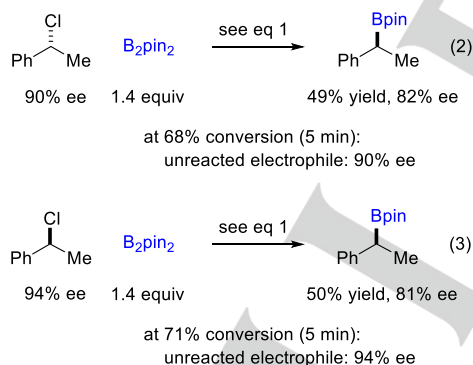 Cl
Bpin
Ph Me
B₂pin₂
see eq 1
Ph Me
(2)
90% ee 1.4 equiv 49% yield, 82% ee
at 68% conversion (5 min):
unreacted electrophile: 90% ee
Cl
Bpin
Ph Me
B₂pin₂
see eq 1
Ph Me
(3)
94% ee 1.4 equiv 50% yield, 81% ee
at 71% conversion (5 min):
unreacted electrophile: 94% ee